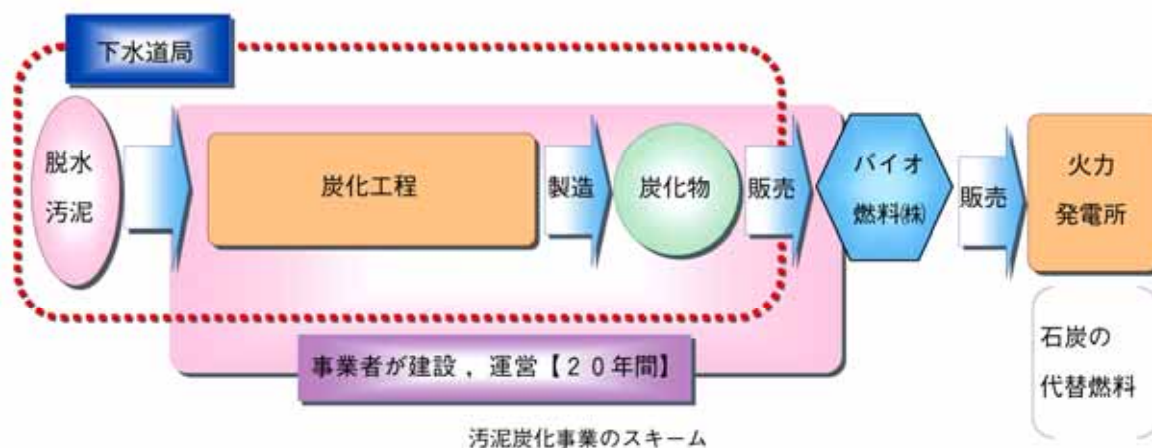 下水道局
脱水
汚泥
炭化工程
製造
炭化物
販売
バイオ
燃料㈱
販売
火力
発電所
石炭の
代替燃料
事業者が建設，運営【２０年間】
汚泥炭化事業のスキーム